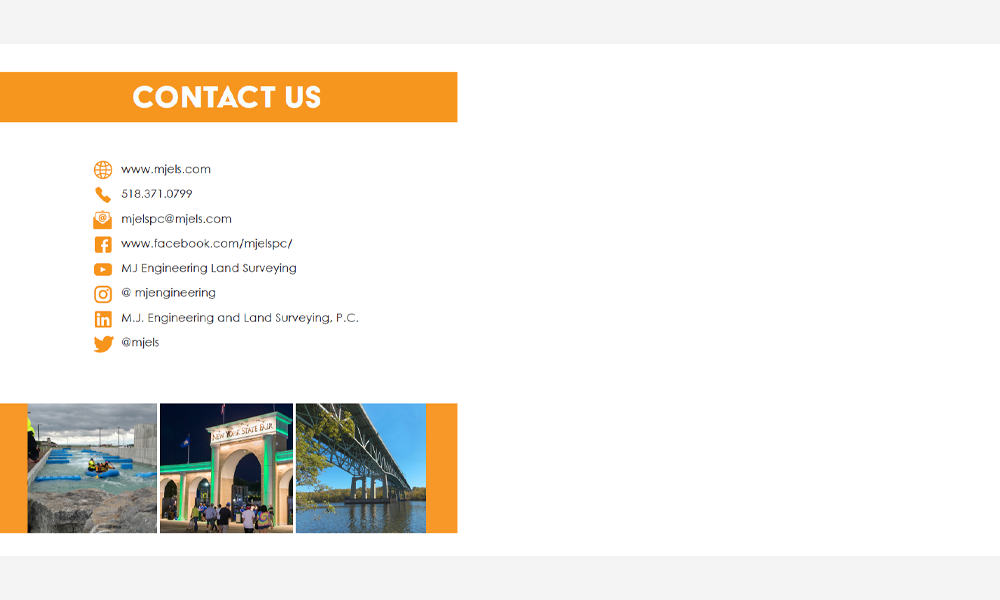 CONTACT US
www.mjels.com
518.371.0799
mjelspc@mjels.com
www.facebook.com/mjelspc/
MJ Engineering Land Surveying
@ mjengineering
M.J. Engineering and Land Surveying, P.C.
@mjels
NEW YORK STATE FAIR